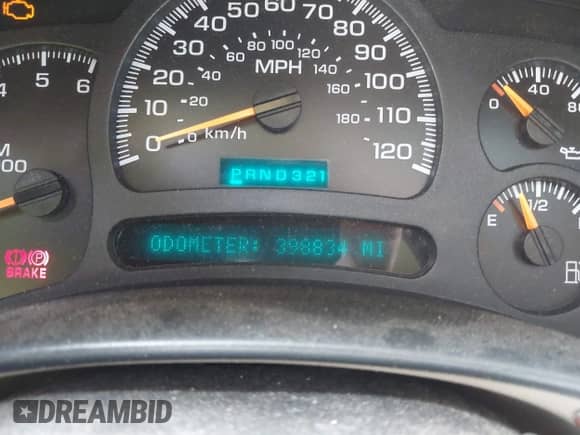 50 60 70
40 80
30 90
20 100
10 110
0 120
60 80 100 120
40 140
20 160
0 180
MPH
km/h
4 5 6
0 40 80
PRND321
E 1/2
ODOMETER: 398834 MI
BRAKE
DREAMBID